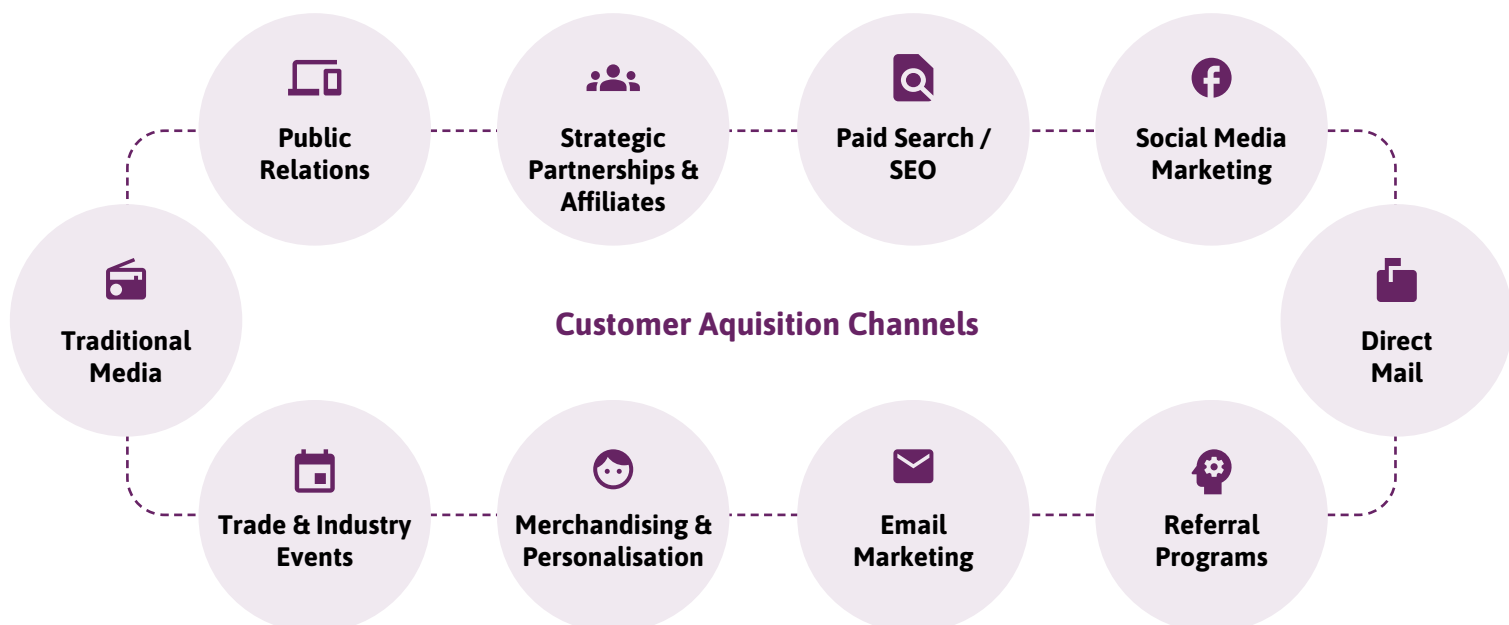 Public
Relations
Strategic
Partnerships &
Affiliates
Paid Search /
SEO
Social Media
Marketing
Traditional
Media
Customer Aquisition Channels
Direct
Mail
Trade & Industry
Events
Merchandising &
Personalisation
Email
Marketing
Referral
Programs